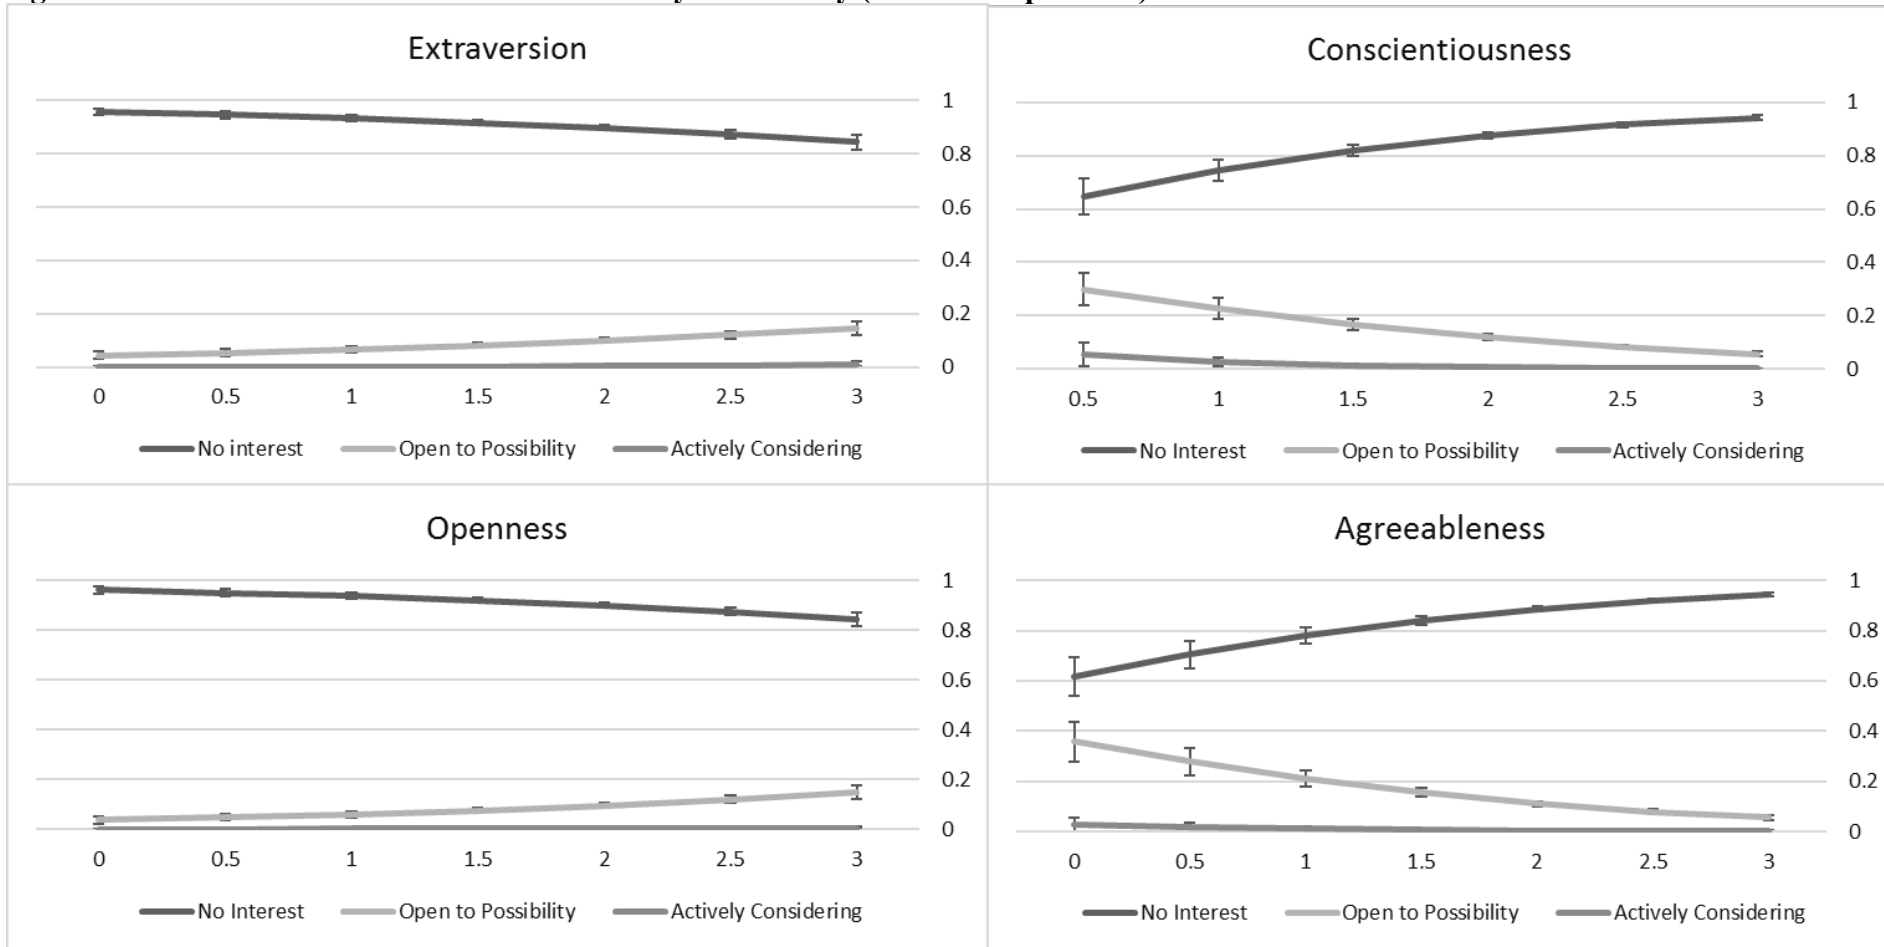 Extraversion
1
0.8
0.6
0.4
0.2
0
0 0.5 1 1.5 2 2.5 3
No interest Open to Possibility Actively Considering
Conscientiousness
1
0.8
0.6
0.4
0.2
0
0.5 1 1.5 2 2.5 3
No Interest Open to Possibility Actively Considering
Openness
1
0.8
0.6
0.4
0.2
0
0 0.5 1 1.5 2 2.5 3
No Interest Open to Possibility Actively Considering
Agreeableness
1
0.8
0.6
0.4
0.2
0
0 0.5 1 1.5 2 2.5 3
No Interest Open to Possibility Actively Considering